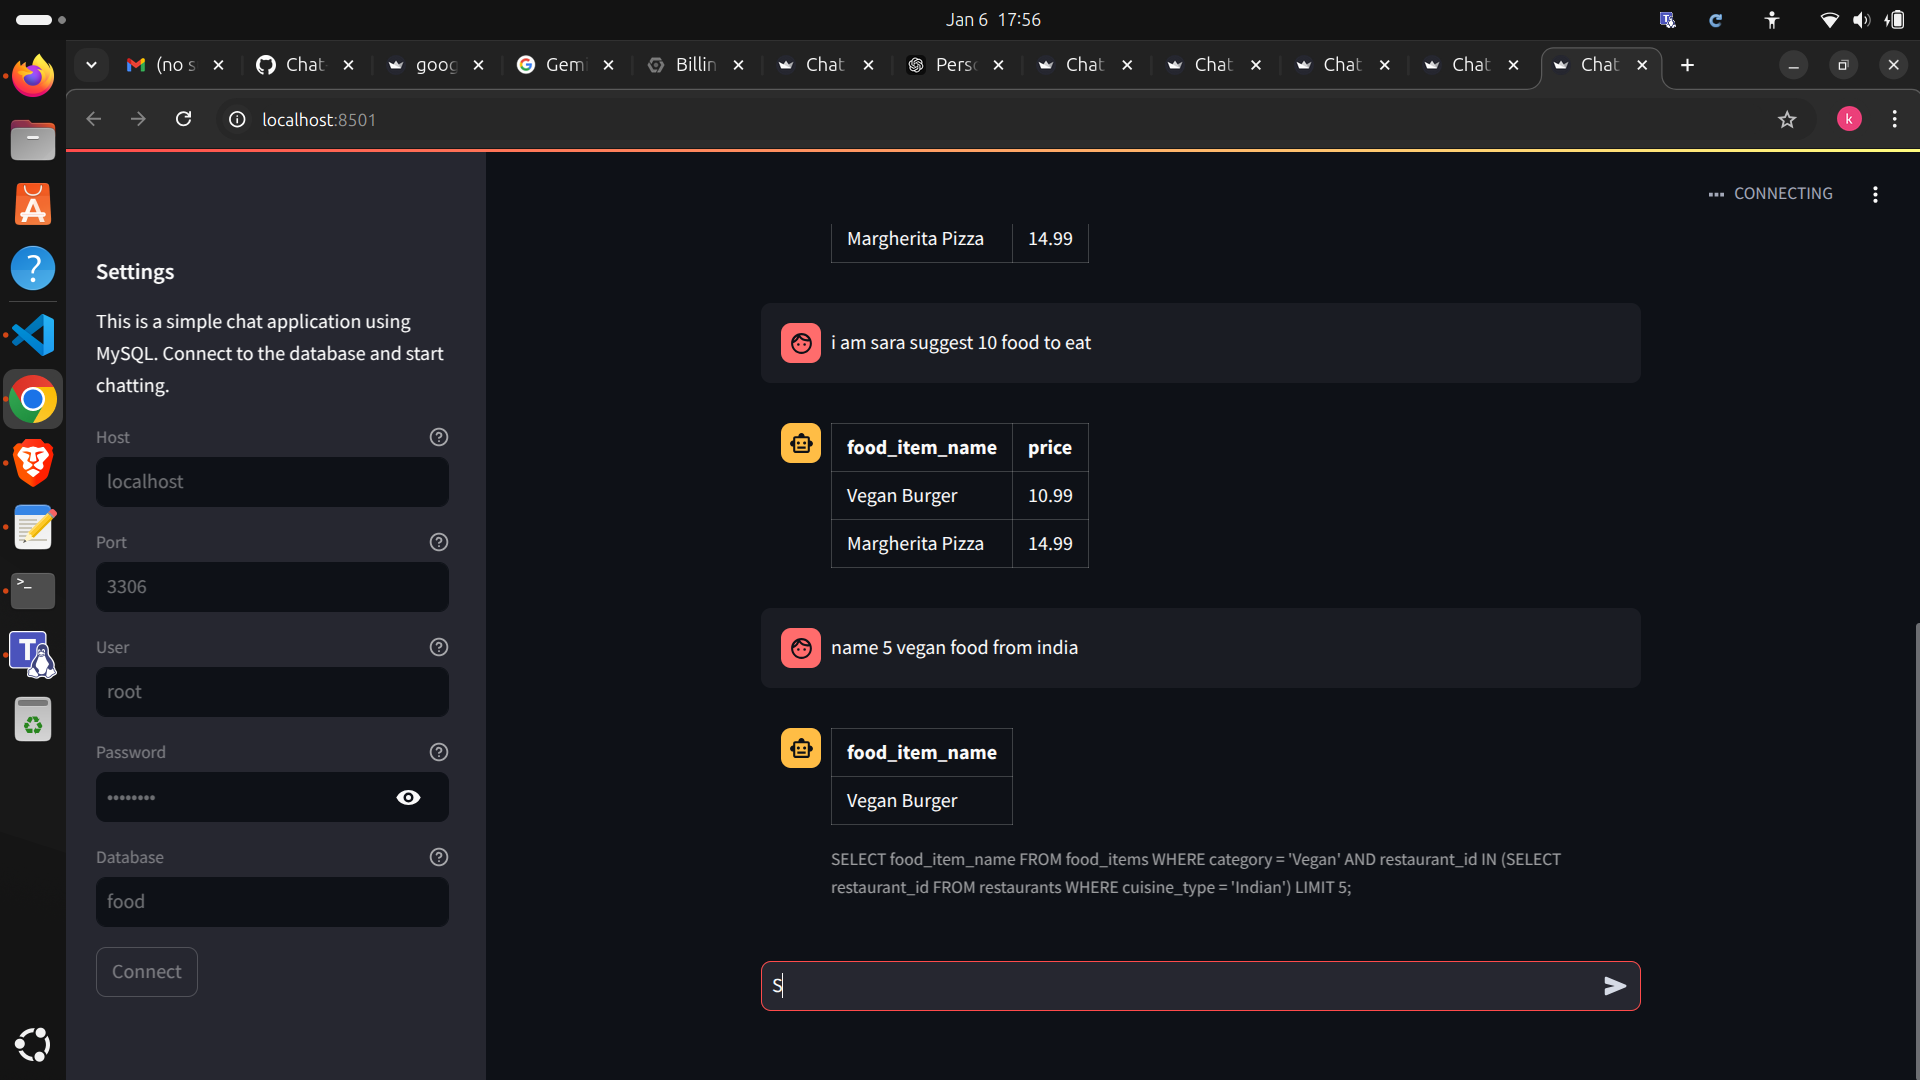 Jan 6 17:56
(no s
Chat
goog
Gem
Billin
Chat
Perso
Chat
Chat
Chat
Chat
Chat
localhost:8501
k
CONNECTING
Settings
This is a simple chat application using
MySQL. Connect to the database and start
chatting.
Host
localhost
Port
3306
User
root
Password
••••••••
Database
food
Connect
Margherita Pizza 14.99
i am sara suggest 10 food to eat
food_item_name price
Vegan Burger 10.99
Margherita Pizza 14.99
name 5 vegan food from india
food_item_name
Vegan Burger
SELECT food_item_name FROM food_items WHERE category = 'Vegan' AND restaurant_id IN (SELECT
restaurant_id FROM restaurants WHERE cuisine_type = 'Indian') LIMIT 5;
S